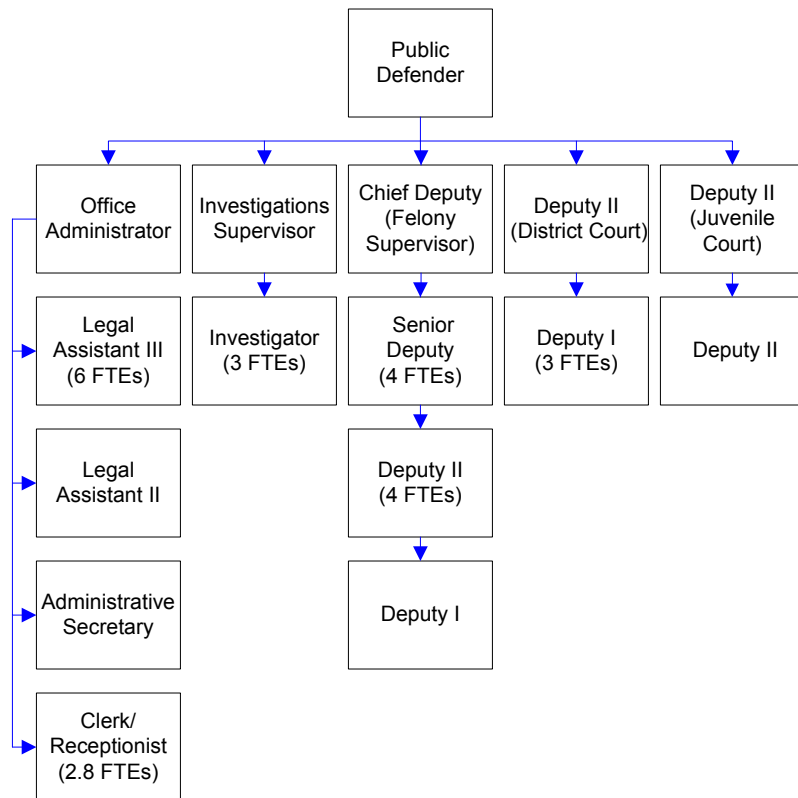 Public
Defender
Office
Administrator
Investigations
Supervisor
Chief Deputy
(Felony
Supervisor)
Deputy II
(District Court)
Deputy II
(Juvenile
Court)
Legal
Assistant III
(6 FTEs)
Investigator
(3 FTEs)
Senior
Deputy
(4 FTEs)
Deputy I
(3 FTEs)
Deputy II
Legal
Assistant II
Deputy II
(4 FTEs)
Administrative
Secretary
Deputy I
Clerk/
Receptionist
(2.8 FTEs)